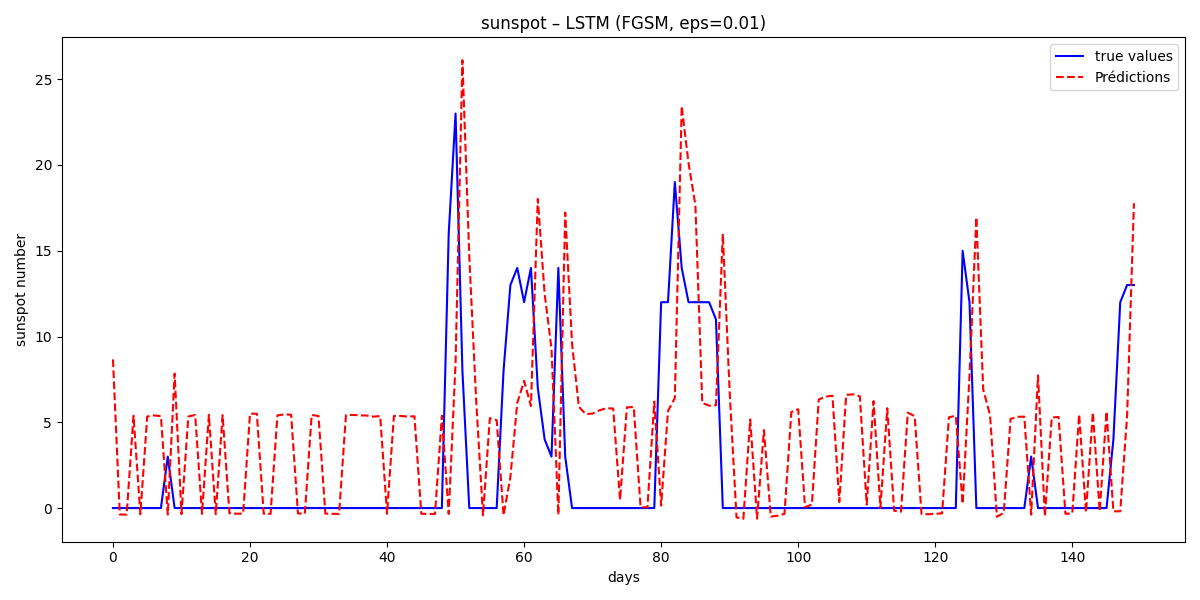 sunspot – LSTM (FGSM, eps=0.01)
true values
Prédictions
sunspot number
25
20
15
10
5
0
0 20 40 60 80 100 120 140
days